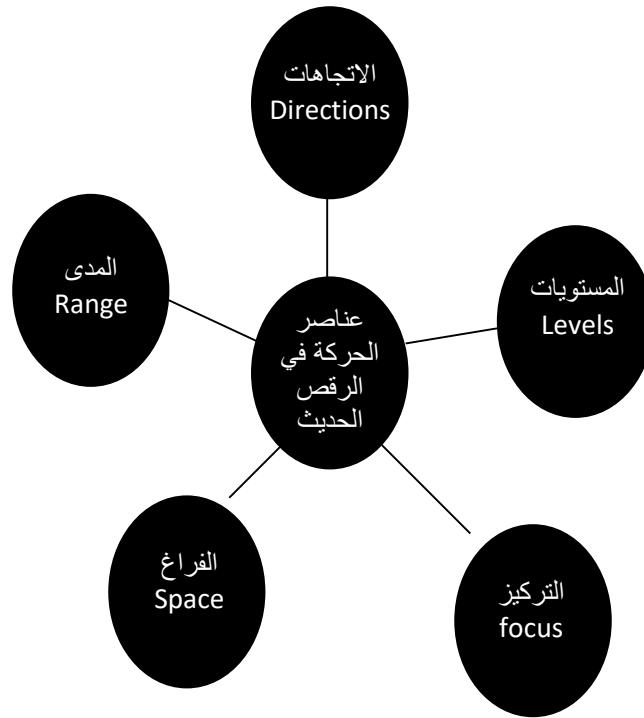 الاتجاهات
Directions
المدى
Range
المستويات
Levels
عناصر
الحركة في
الرقص
الحديث
الفراغ
Space
التركيز
focus